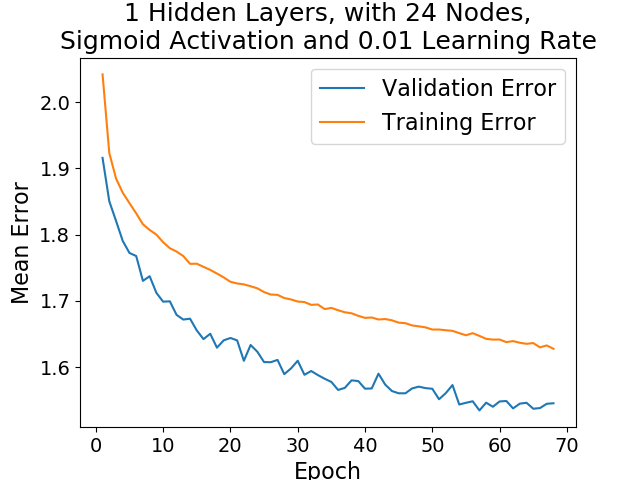 1 Hidden Layers, with 24 Nodes,
Sigmoid Activation and 0.01 Learning Rate
Validation Error
Training Error
Mean Error
2.0
1.9
1.8
1.7
1.6
0 10 20 30 40 50 60 70
Epoch